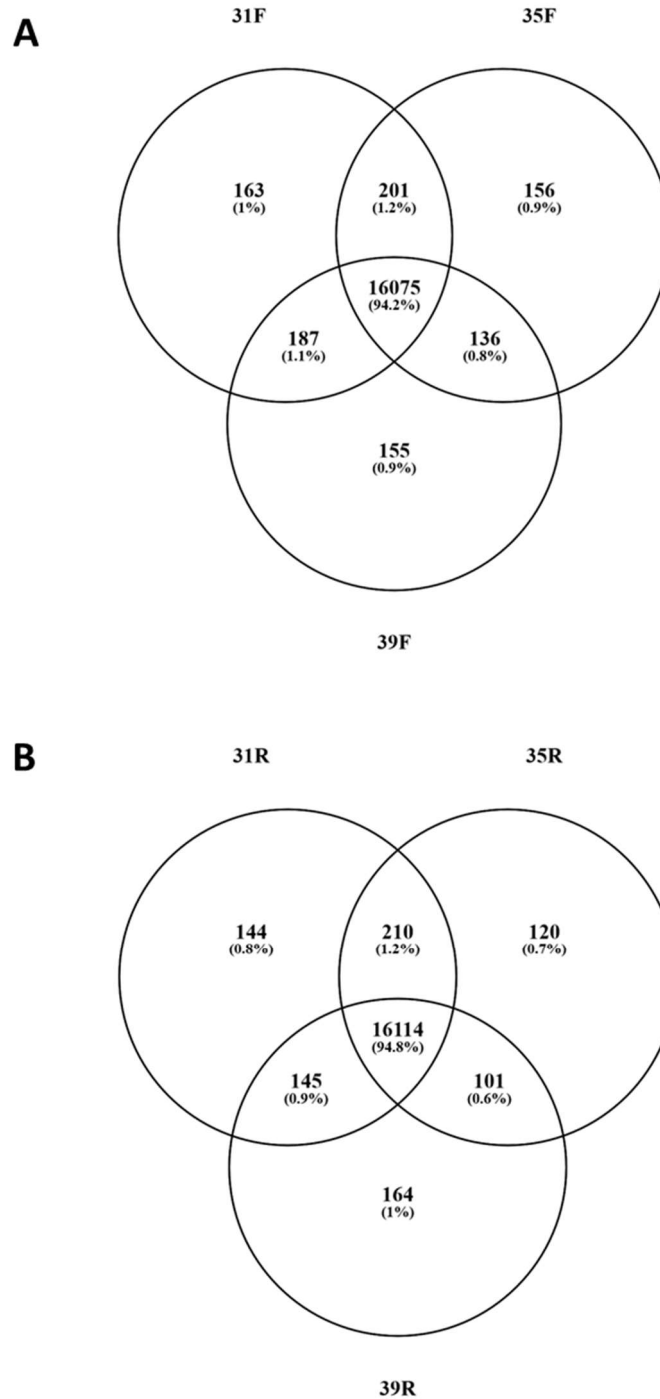 A
31F 35F
163 201 156
(1%) (1.2%) (0.9%)
16075
(94.2%)
187 136
(1.1%) (0.8%)
155
(0.9%)
39F
B
31R 35R
144 210 120
(0.8%) (1.2%) (0.7%)
16114
(94.8%)
145 101
(0.9%) (0.6%)
164
(1%)
39R